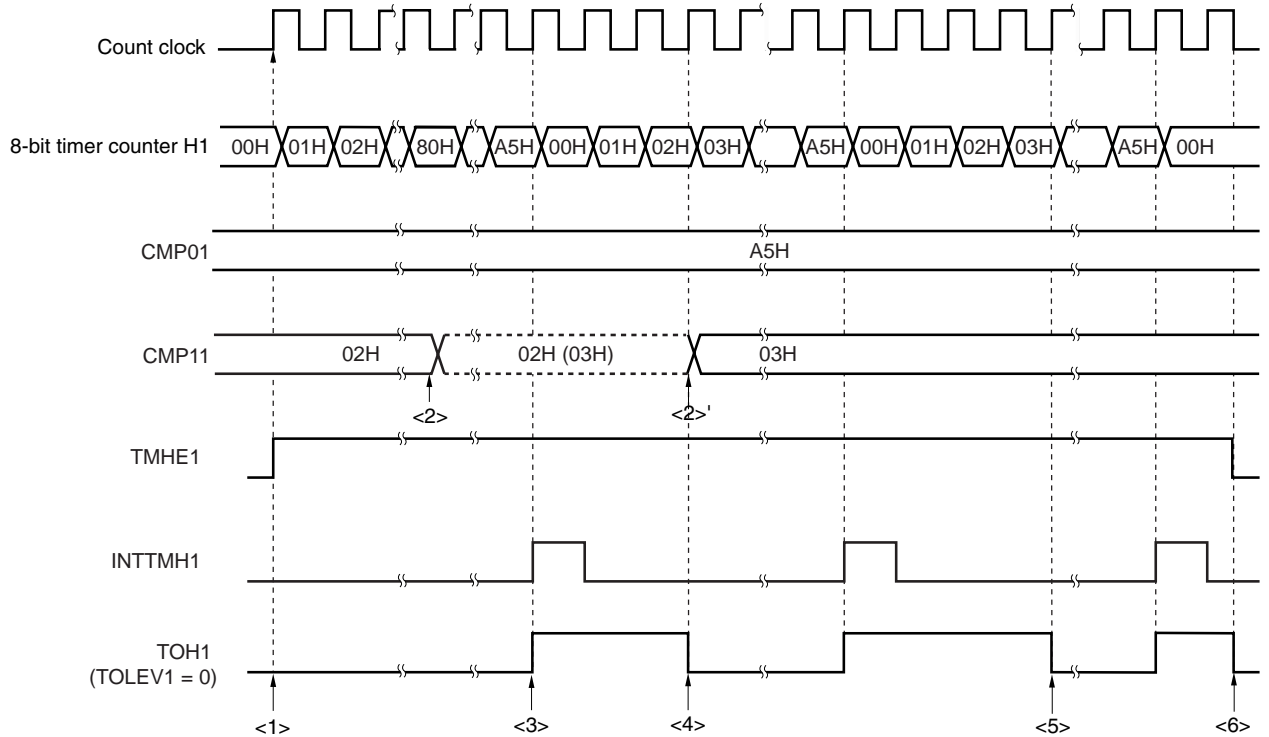 Count clock
8-bit timer counter H1 00H 01H 02H 80H A5H 00H 01H 02H 03H A5H 00H 01H 02H 03H A5H 00H
CMP01 A5H
CMP11 02H 02H (03H) 03H
<2> <2>'
TMHE1
INTTMH1
TOH1
(TOLEV1 = 0)
<1> <3> <4> <5> <6>